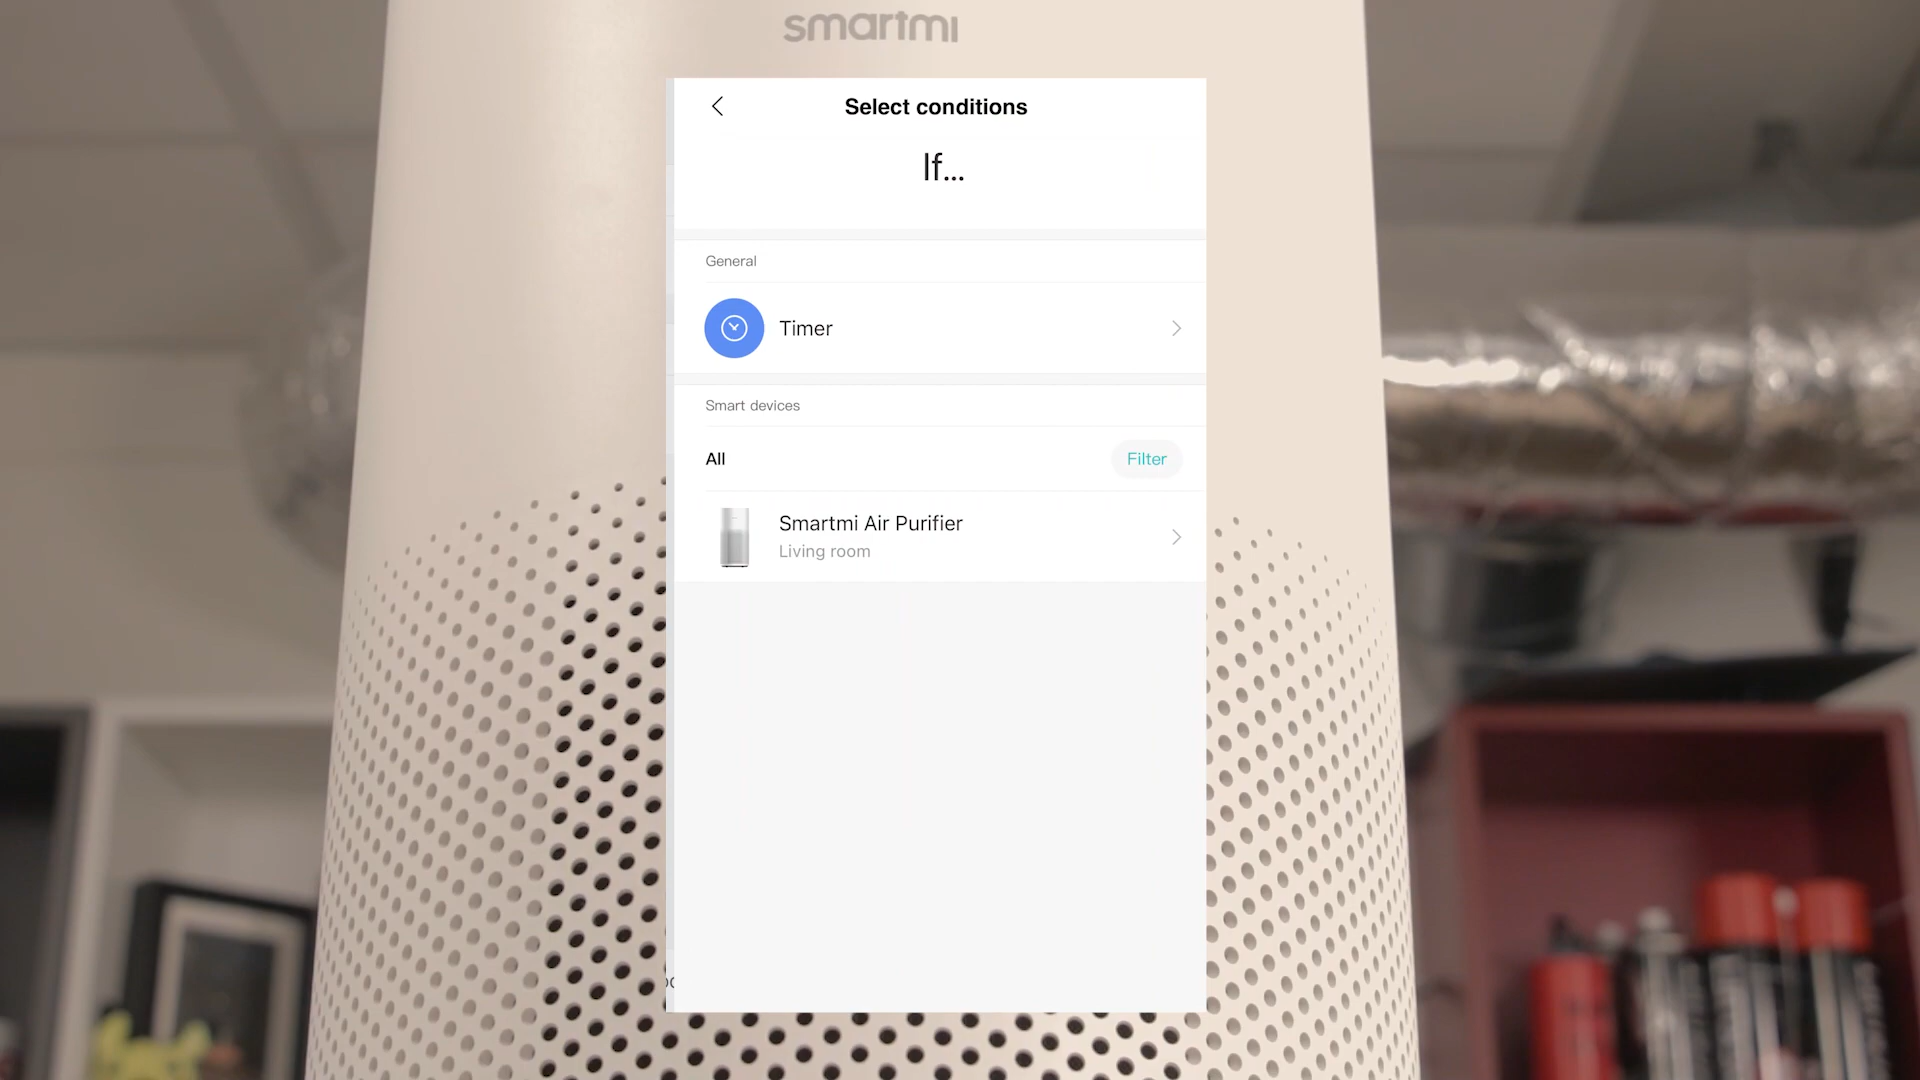 smartmi
Select conditions
If...
General
Timer
Smart devices
All
Filter
Smartmi Air Purifier
Living room